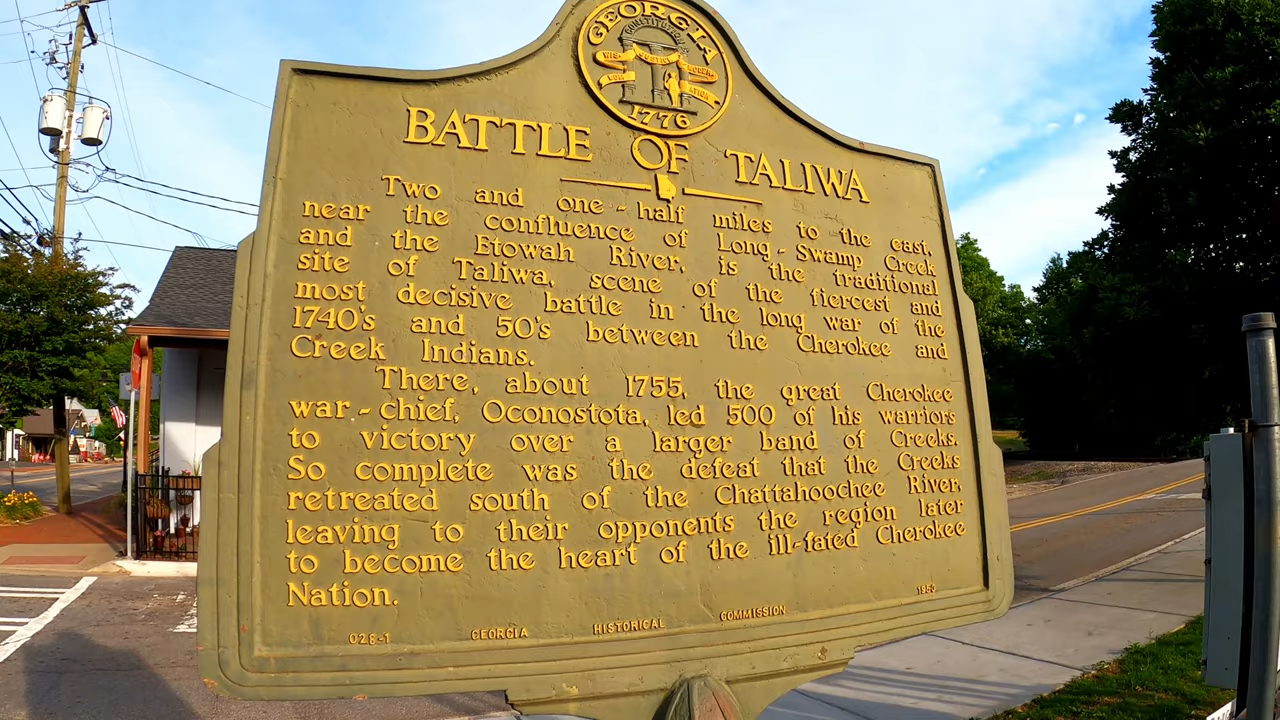 GEORGIA
CONSTITUTION
WISDOM JUSTICE MODERATION
1776
BATTLE OF TALIWA
Two and one-half miles to the east,
near the confluence of Long-Swamp Creek
and the Etowah River, is the traditional
site of Taliwa, scene of the fiercest and
most decisive battle in the long war of the
1740's and 50's between the Cherokee and
Creek Indians.
There, about 1755, the great Cherokee
war-chief, Oconostota, led 500 of his warriors
to victory over a larger band of Creeks.
So complete was the defeat that the Creeks
retreated south of the Chattahoochee River,
leaving to their opponents the region later
to become the heart of the ill-fated Cherokee
Nation.
028-1 GEORGIA HISTORICAL COMMISSION 1953